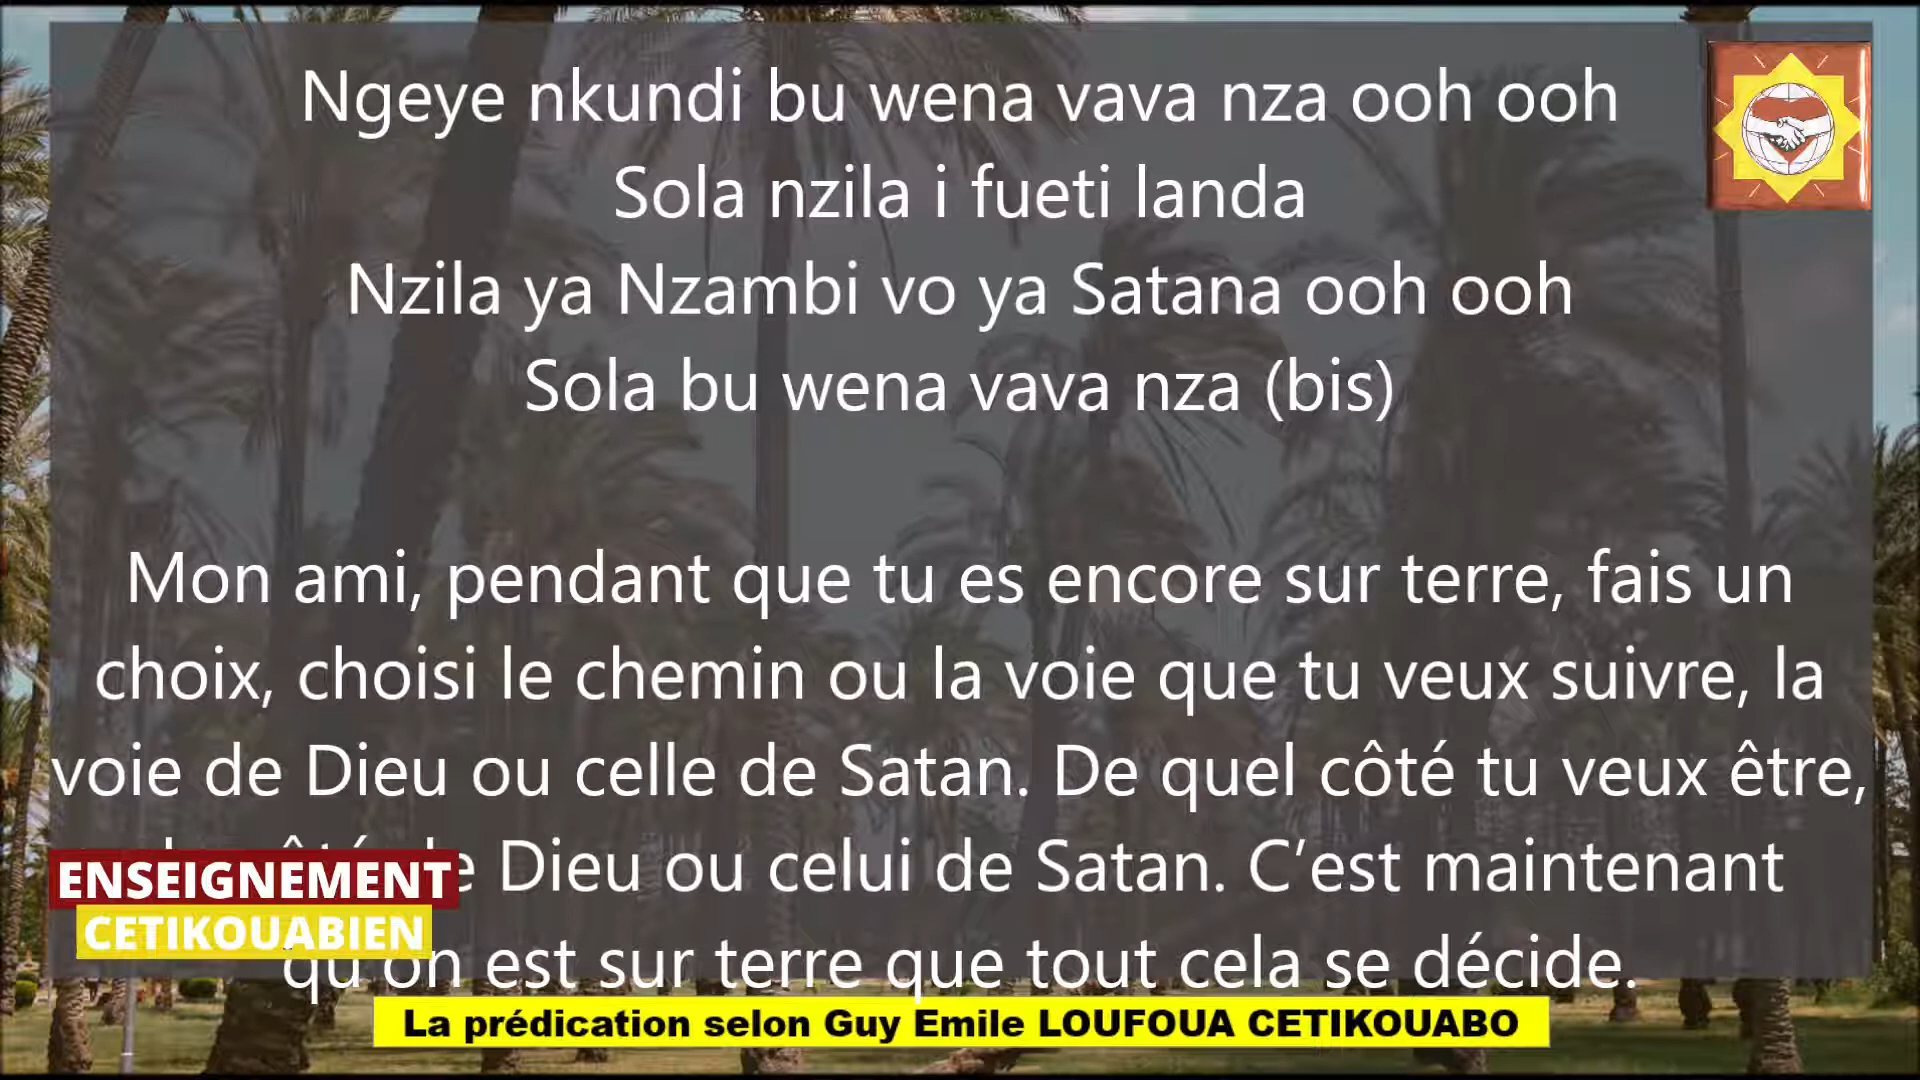 Ngeye nkundi bu wena vava nza ooh ooh
Sola nzila i fueti landa
Nzila ya Nzambi vo ya Satana ooh ooh
Sola bu wena vava nza (bis)
Mon ami, pendant que tu es encore sur terre, fais un
choix, choisi le chemin ou la voie que tu veux suivre, la
voie de Dieu ou celle de Satan. De quel côté tu veux être,
Dieu ou celui de Satan. C’est maintenant
qu'on est sur terre que tout cela se décide.
ENSEIGNEMENT
CETIKOUABIEN
La prédication selon Guy Emile LOUFOUA CETIKOUABO